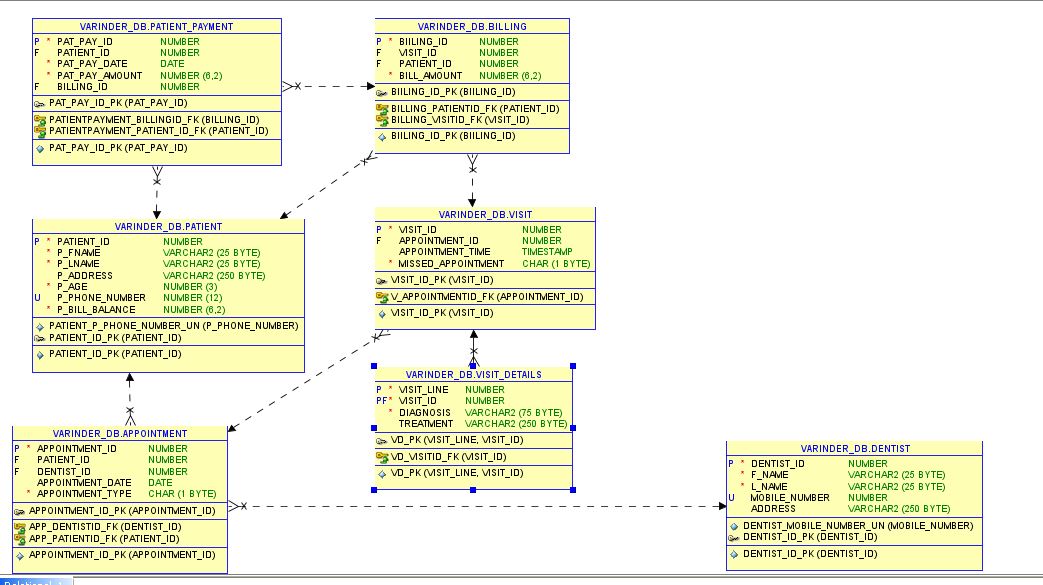 VARINDER_DB.PATIENT_PAYMENT
P * PAT_PAY_ID NUMBER
F PATIENT_ID NUMBER
* PAT_PAY_DATE DATE
* PAT_PAY_AMOUNT NUMBER (6,2)
F BILLING_ID NUMBER
PAT_PAY_ID_PK (PAT_PAY_ID)
PATIENTPAYMENT_BILLINGID_FK (BILLING_ID)
PATIENTPAYMENT_PATIENT_ID_FK (PATIENT_ID)
PAT_PAY_ID_PK (PAT_PAY_ID)
VARINDER_DB.BILLING
P * BIILING_ID NUMBER
F VISIT_ID NUMBER
F PATIENT_ID NUMBER
* BILL_AMOUNT NUMBER (6,2)
BIILING_ID_PK (BIILING_ID)
BILLING_PATIENTID_FK (PATIENT_ID)
BILLING_VISITID_FK (VISIT_ID)
BIILING_ID_PK (BIILING_ID)
VARINDER_DB.PATIENT
P * PATIENT_ID NUMBER
* P_FNAME VARCHAR2 (25 BYTE)
* P_LNAME VARCHAR2 (25 BYTE)
P_ADDRESS VARCHAR2 (250 BYTE)
* P_AGE NUMBER (3)
U P_PHONE_NUMBER NUMBER (12)
* P_BILL_BALANCE NUMBER (6,2)
PATIENT_P_PHONE_NUMBER_UN (P_PHONE_NUMBER)
PATIENT_ID_PK (PATIENT_ID)
PATIENT_ID_PK (PATIENT_ID)
VARINDER_DB.VISIT
P * VISIT_ID NUMBER
F APPOINTMENT_ID NUMBER
APPOINTMENT_TIME TIMESTAMP
* MISSED_APPOINTMENT CHAR (1 BYTE)
VISIT_ID_PK (VISIT_ID)
V_APPOINTMENTID_FK (APPOINTMENT_ID)
VISIT_ID_PK (VISIT_ID)
VARINDER_DB.VISIT_DETAILS
P * VISIT_LINE NUMBER
PF* VISIT_ID NUMBER
* DIAGNOSIS VARCHAR2 (75 BYTE)
TREATMENT VARCHAR2 (250 BYTE)
VD_PK (VISIT_LINE, VISIT_ID)
VD_VISITID_FK (VISIT_ID)
VD_PK (VISIT_LINE, VISIT_ID)
VARINDER_DB.APPOINTMENT
P * APPOINTMENT_ID NUMBER
F PATIENT_ID NUMBER
F DENTIST_ID NUMBER
APPOINTMENT_DATE DATE
* APPOINTMENT_TYPE CHAR (1 BYTE)
APPOINTMENT_ID_PK (APPOINTMENT_ID)
APP_DENTISTID_FK (DENTIST_ID)
APP_PATIENTID_FK (PATIENT_ID)
APPOINTMENT_ID_PK (APPOINTMENT_ID)
VARINDER_DB.DENTIST
P * DENTIST_ID NUMBER
* F_NAME VARCHAR2 (25 BYTE)
* L_NAME VARCHAR2 (25 BYTE)
U MOBILE_NUMBER NUMBER
ADDRESS VARCHAR2 (250 BYTE)
DENTIST_MOBILE_NUMBER_UN (MOBILE_NUMBER)
DENTIST_ID_PK (DENTIST_ID)
DENTIST_ID_PK (DENTIST_ID)